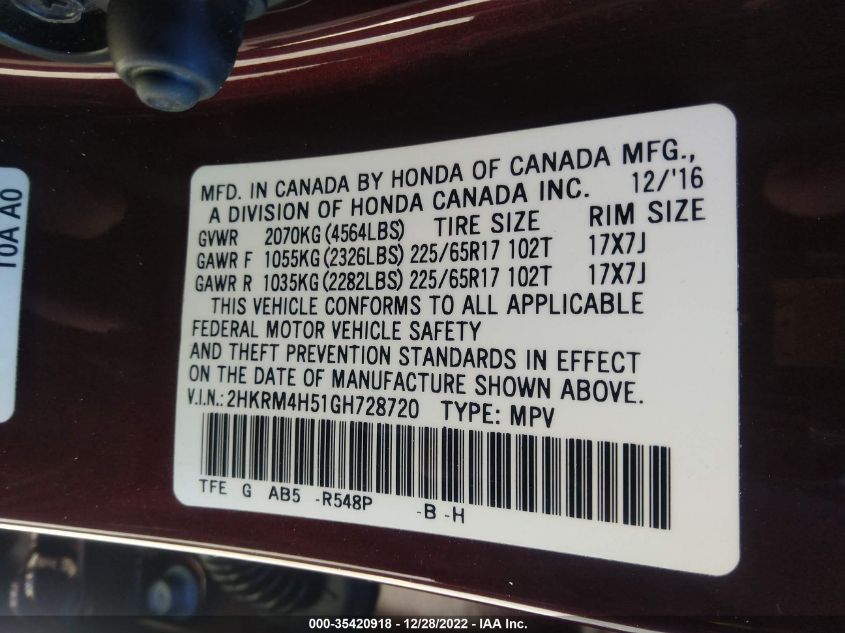 MFD. IN CANADA BY HONDA OF CANADA MFG.,
A DIVISION OF HONDA CANADA INC. 12/'16
GVWR 2070KG(4564LBS) TIRE SIZE RIM SIZE
GAWR F 1055KG(2326LBS) 225/65R17 102T 17X7J
GAWR R 1035KG(2282LBS) 225/65R17 102T 17X7J
THIS VEHICLE CONFORMS TO ALL APPLICABLE
FEDERAL MOTOR VEHICLE SAFETY
AND THEFT PREVENTION STANDARDS IN EFFECT
ON THE DATE OF MANUFACTURE SHOWN ABOVE.
V.I.N.:2HKRM4H51GH728720 TYPE: MPV
TFE G AB5 -R548P -B -H
10A A0
000-35420918 - 12/28/2022 - IAA Inc.